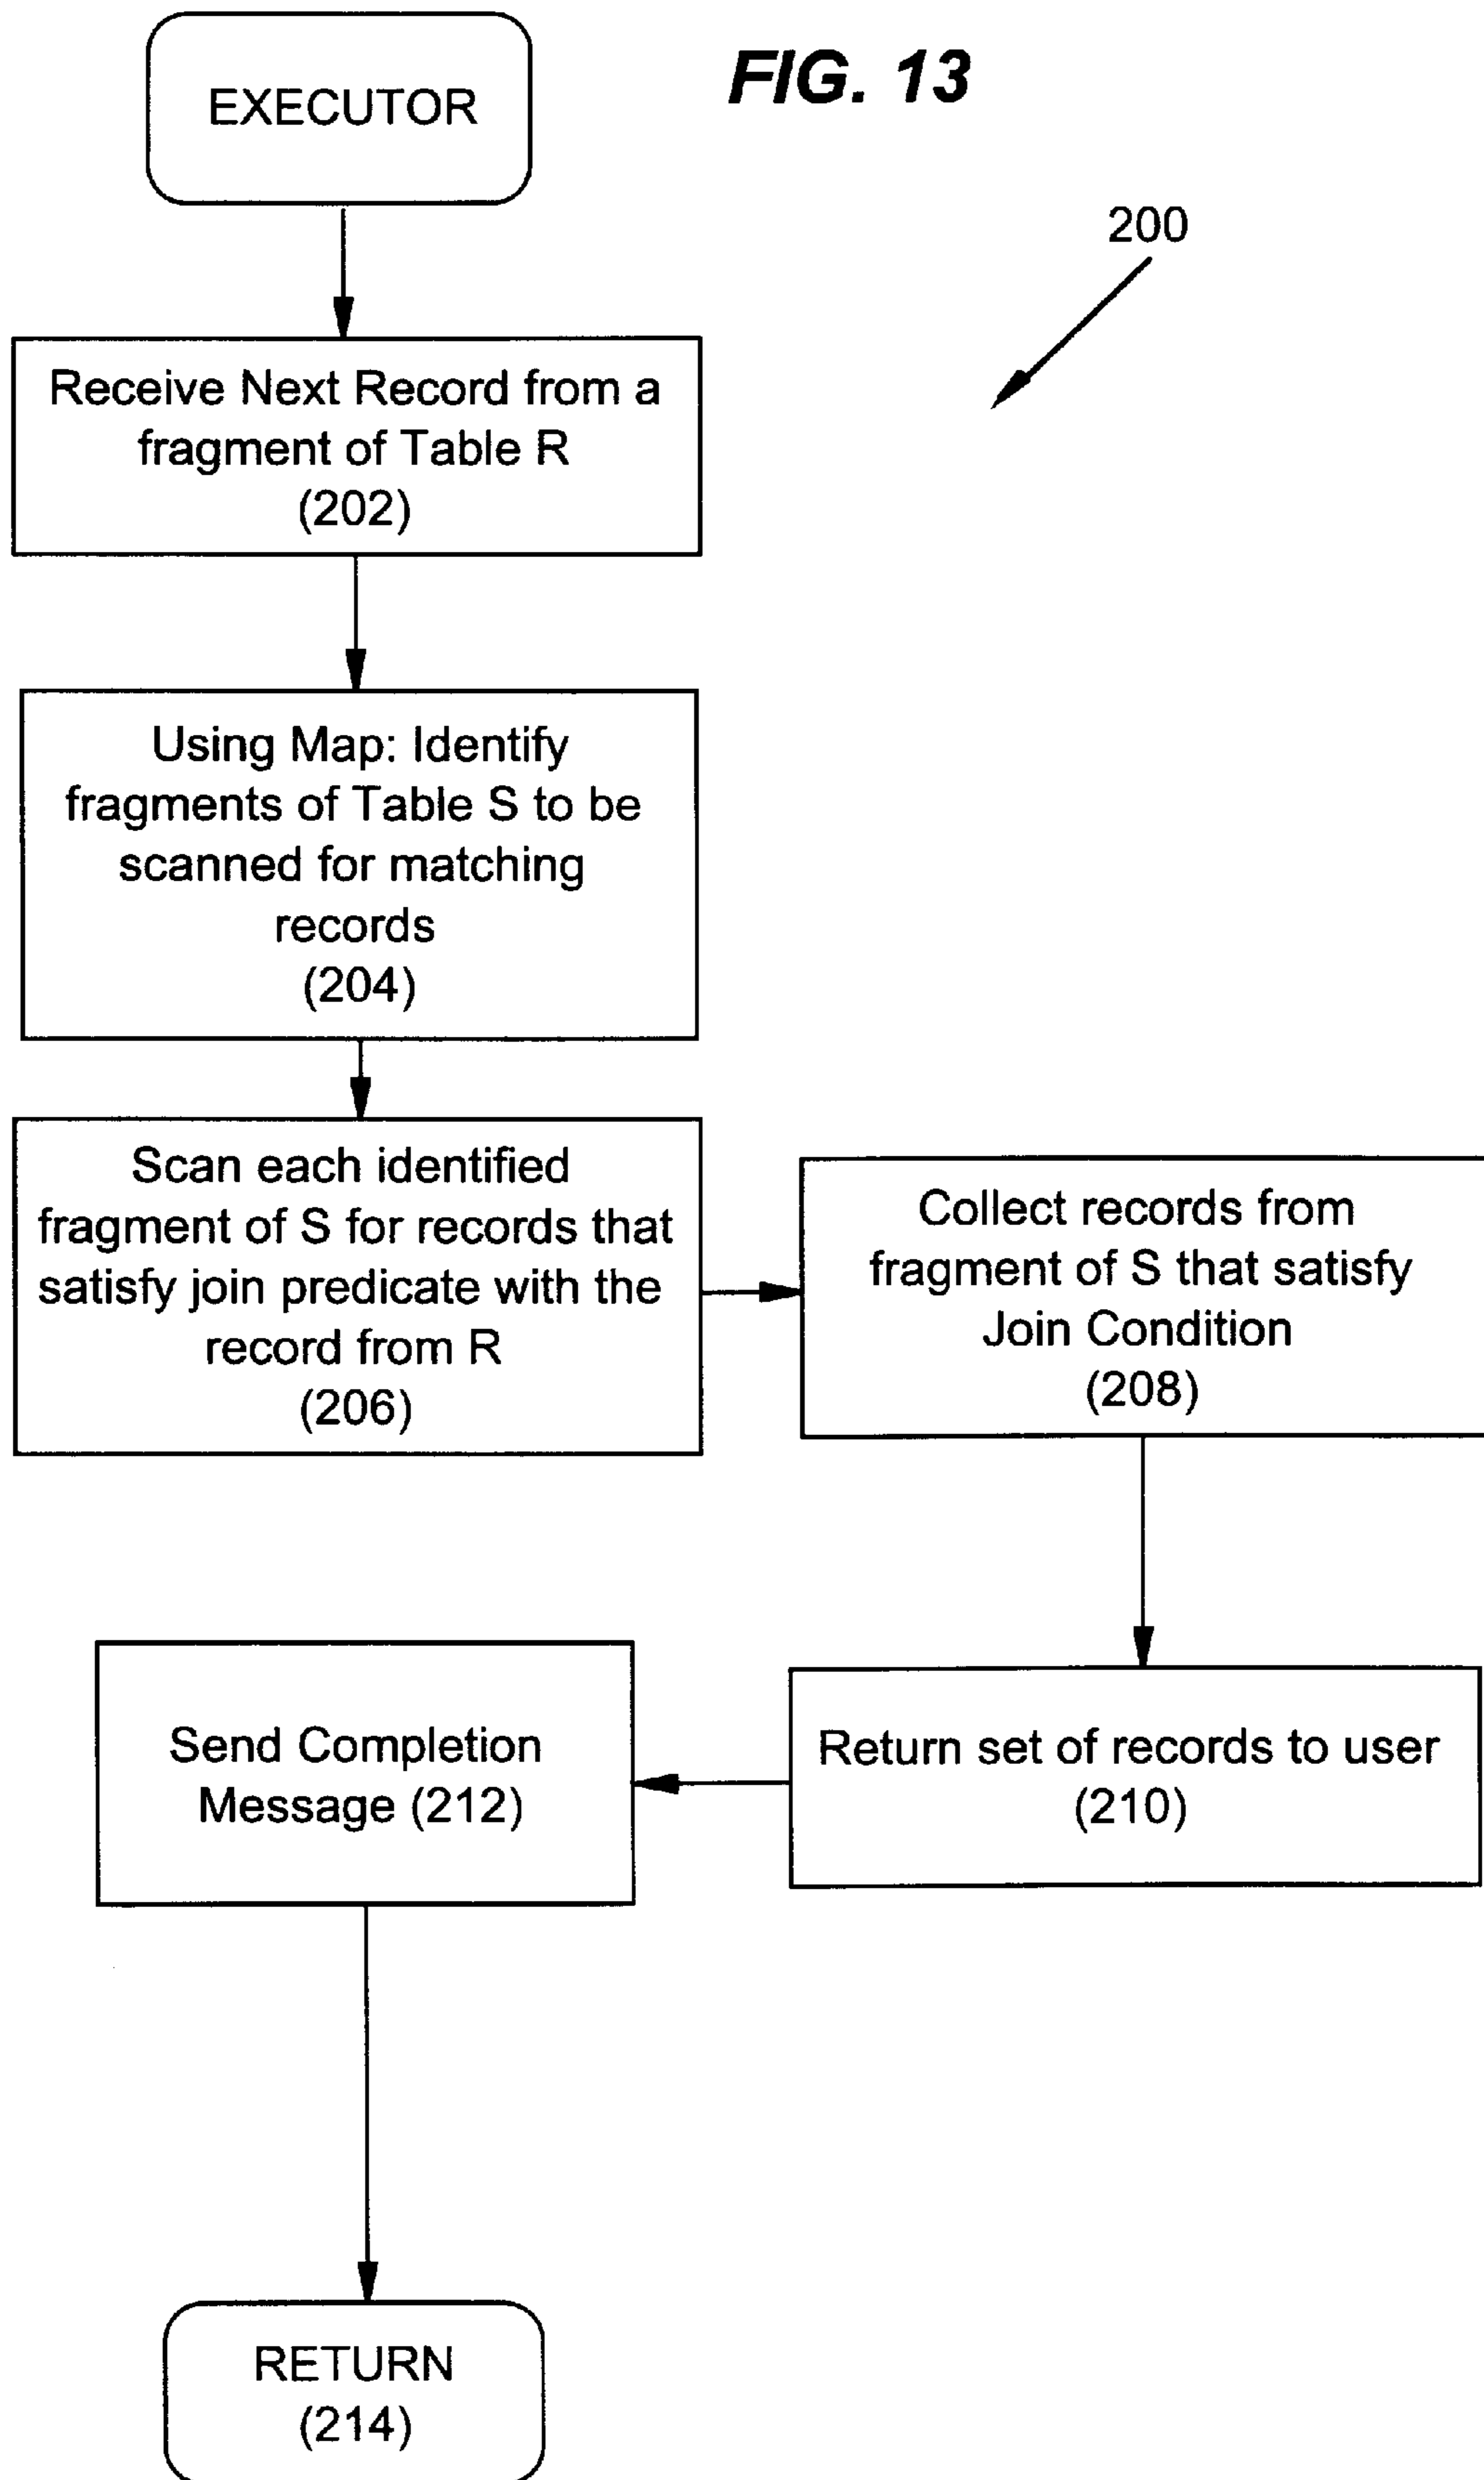 FIG. 13
EXECUTOR
200
Receive Next Record from a
fragment of Table R
(202)
Using Map: Identify
fragments of Table S to be
scanned for matching
records
(204)
Scan each identified
fragment of S for records that
satisfy join predicate with the
record from R
(206)
Collect records from
fragment of S that satisfy
Join Condition
(208)
Return set of records to user
(210)
Send Completion
Message (212)
RETURN
(214)